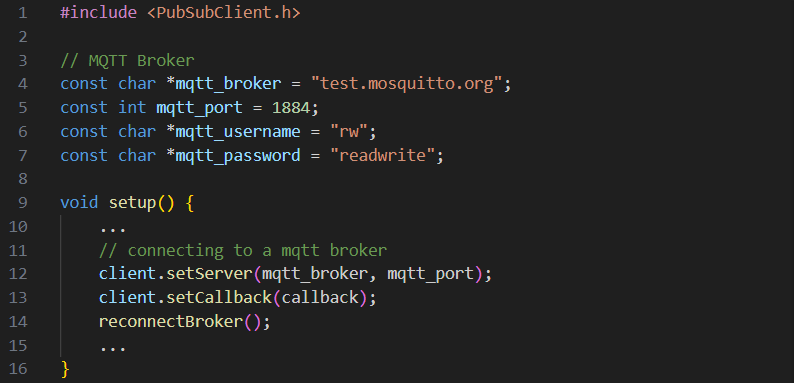 1 #include <PubSubClient.h>
2
3 // MQTT Broker
4 const char *mqtt_broker = "test.mosquitto.org";
5 const int mqtt_port = 1884;
6 const char *mqtt_username = "rw";
7 const char *mqtt_password = "readwrite";
8
9 void setup() {
10     ...
11     // connecting to a mqtt broker
12     client.setServer(mqtt_broker, mqtt_port);
13     client.setCallback(callback);
14     reconnectBroker();
15     ...
16 }